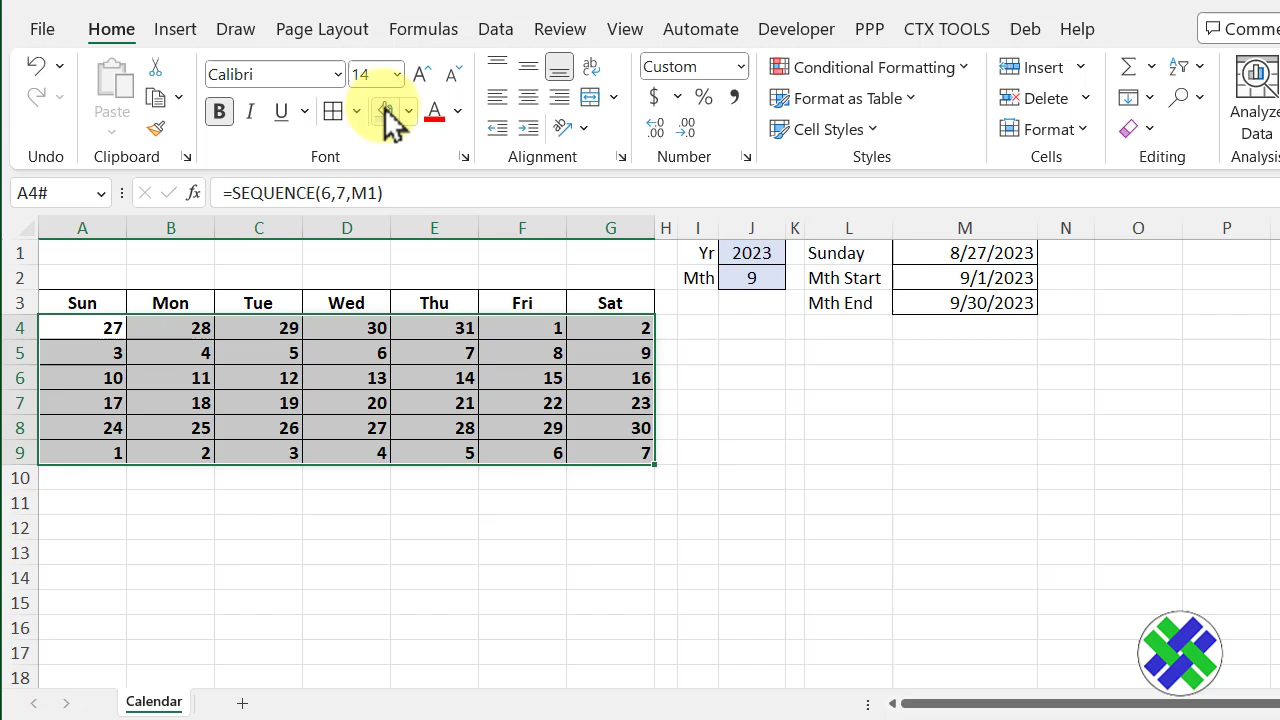 File Home Insert Draw Page Layout Formulas Data Review View Automate Developer PPP CTX TOOLS Deb Help Comme
Calibri 14 Custom Conditional Formatting Insert
Paste B I U A $ % Format as Table Delete Analyze
Cell Styles Format Data
Undo Clipboard Font Alignment Number Styles Cells Editing Analysis
A4# fx =SEQUENCE(6,7,M1)
A B C D E F G H I J K L M N O P
1 Yr 2023 Sunday 8/27/2023
2 Mth 9 Mth Start 9/1/2023
3 Sun Mon Tue Wed Thu Fri Sat Mth End 9/30/2023
4 27 28 29 30 31 1 2
5 3 4 5 6 7 8 9
6 10 11 12 13 14 15 16
7 17 18 19 20 21 22 23
8 24 25 26 27 28 29 30
9 1 2 3 4 5 6 7
10
11
12
13
14
15
16
17
18
Calendar